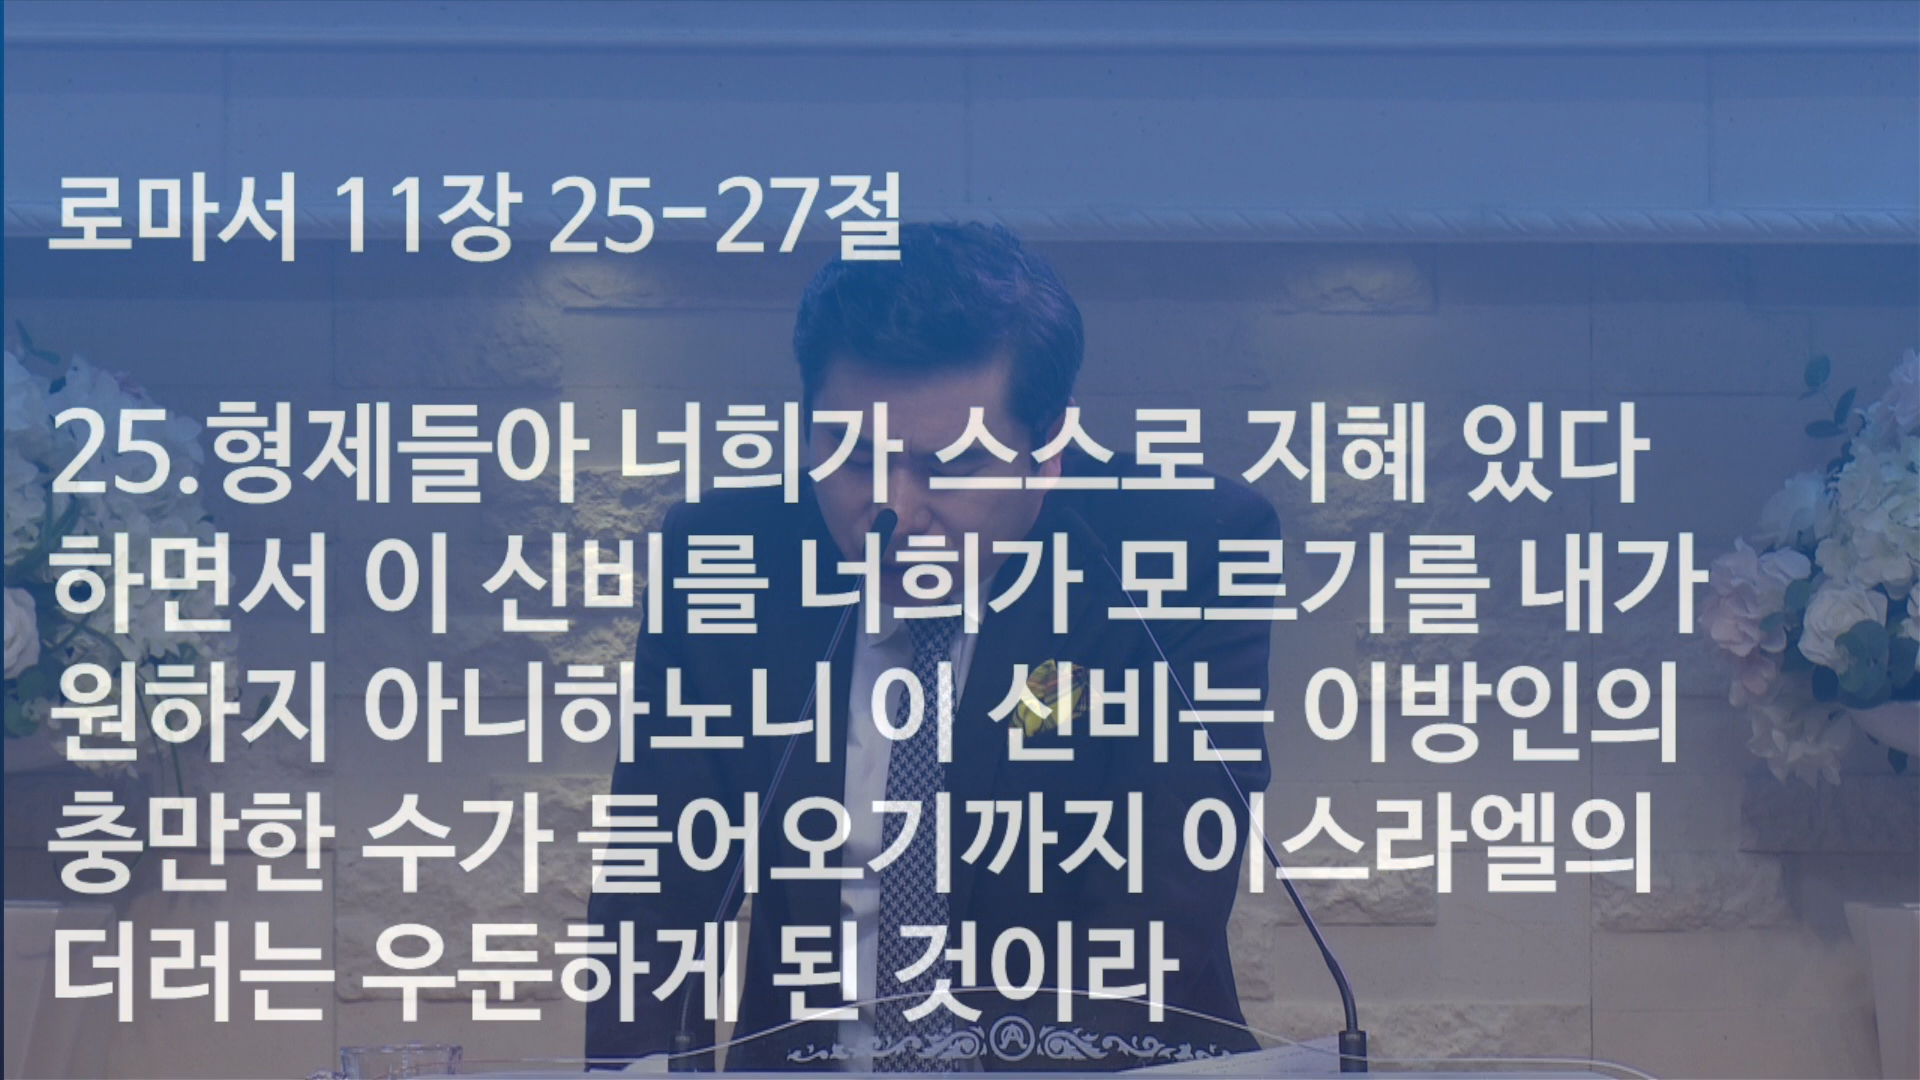 로마서 11장 25-27절
25.형제들아 너희가 스스로 지혜 있다
하면서 이 신비를 너희가 모르기를 내가
원하지 아니하노니 이 신비는 이방인의
충만한 수가 들어오기까지 이스라엘의
더러는 우둔하게 된 것이라